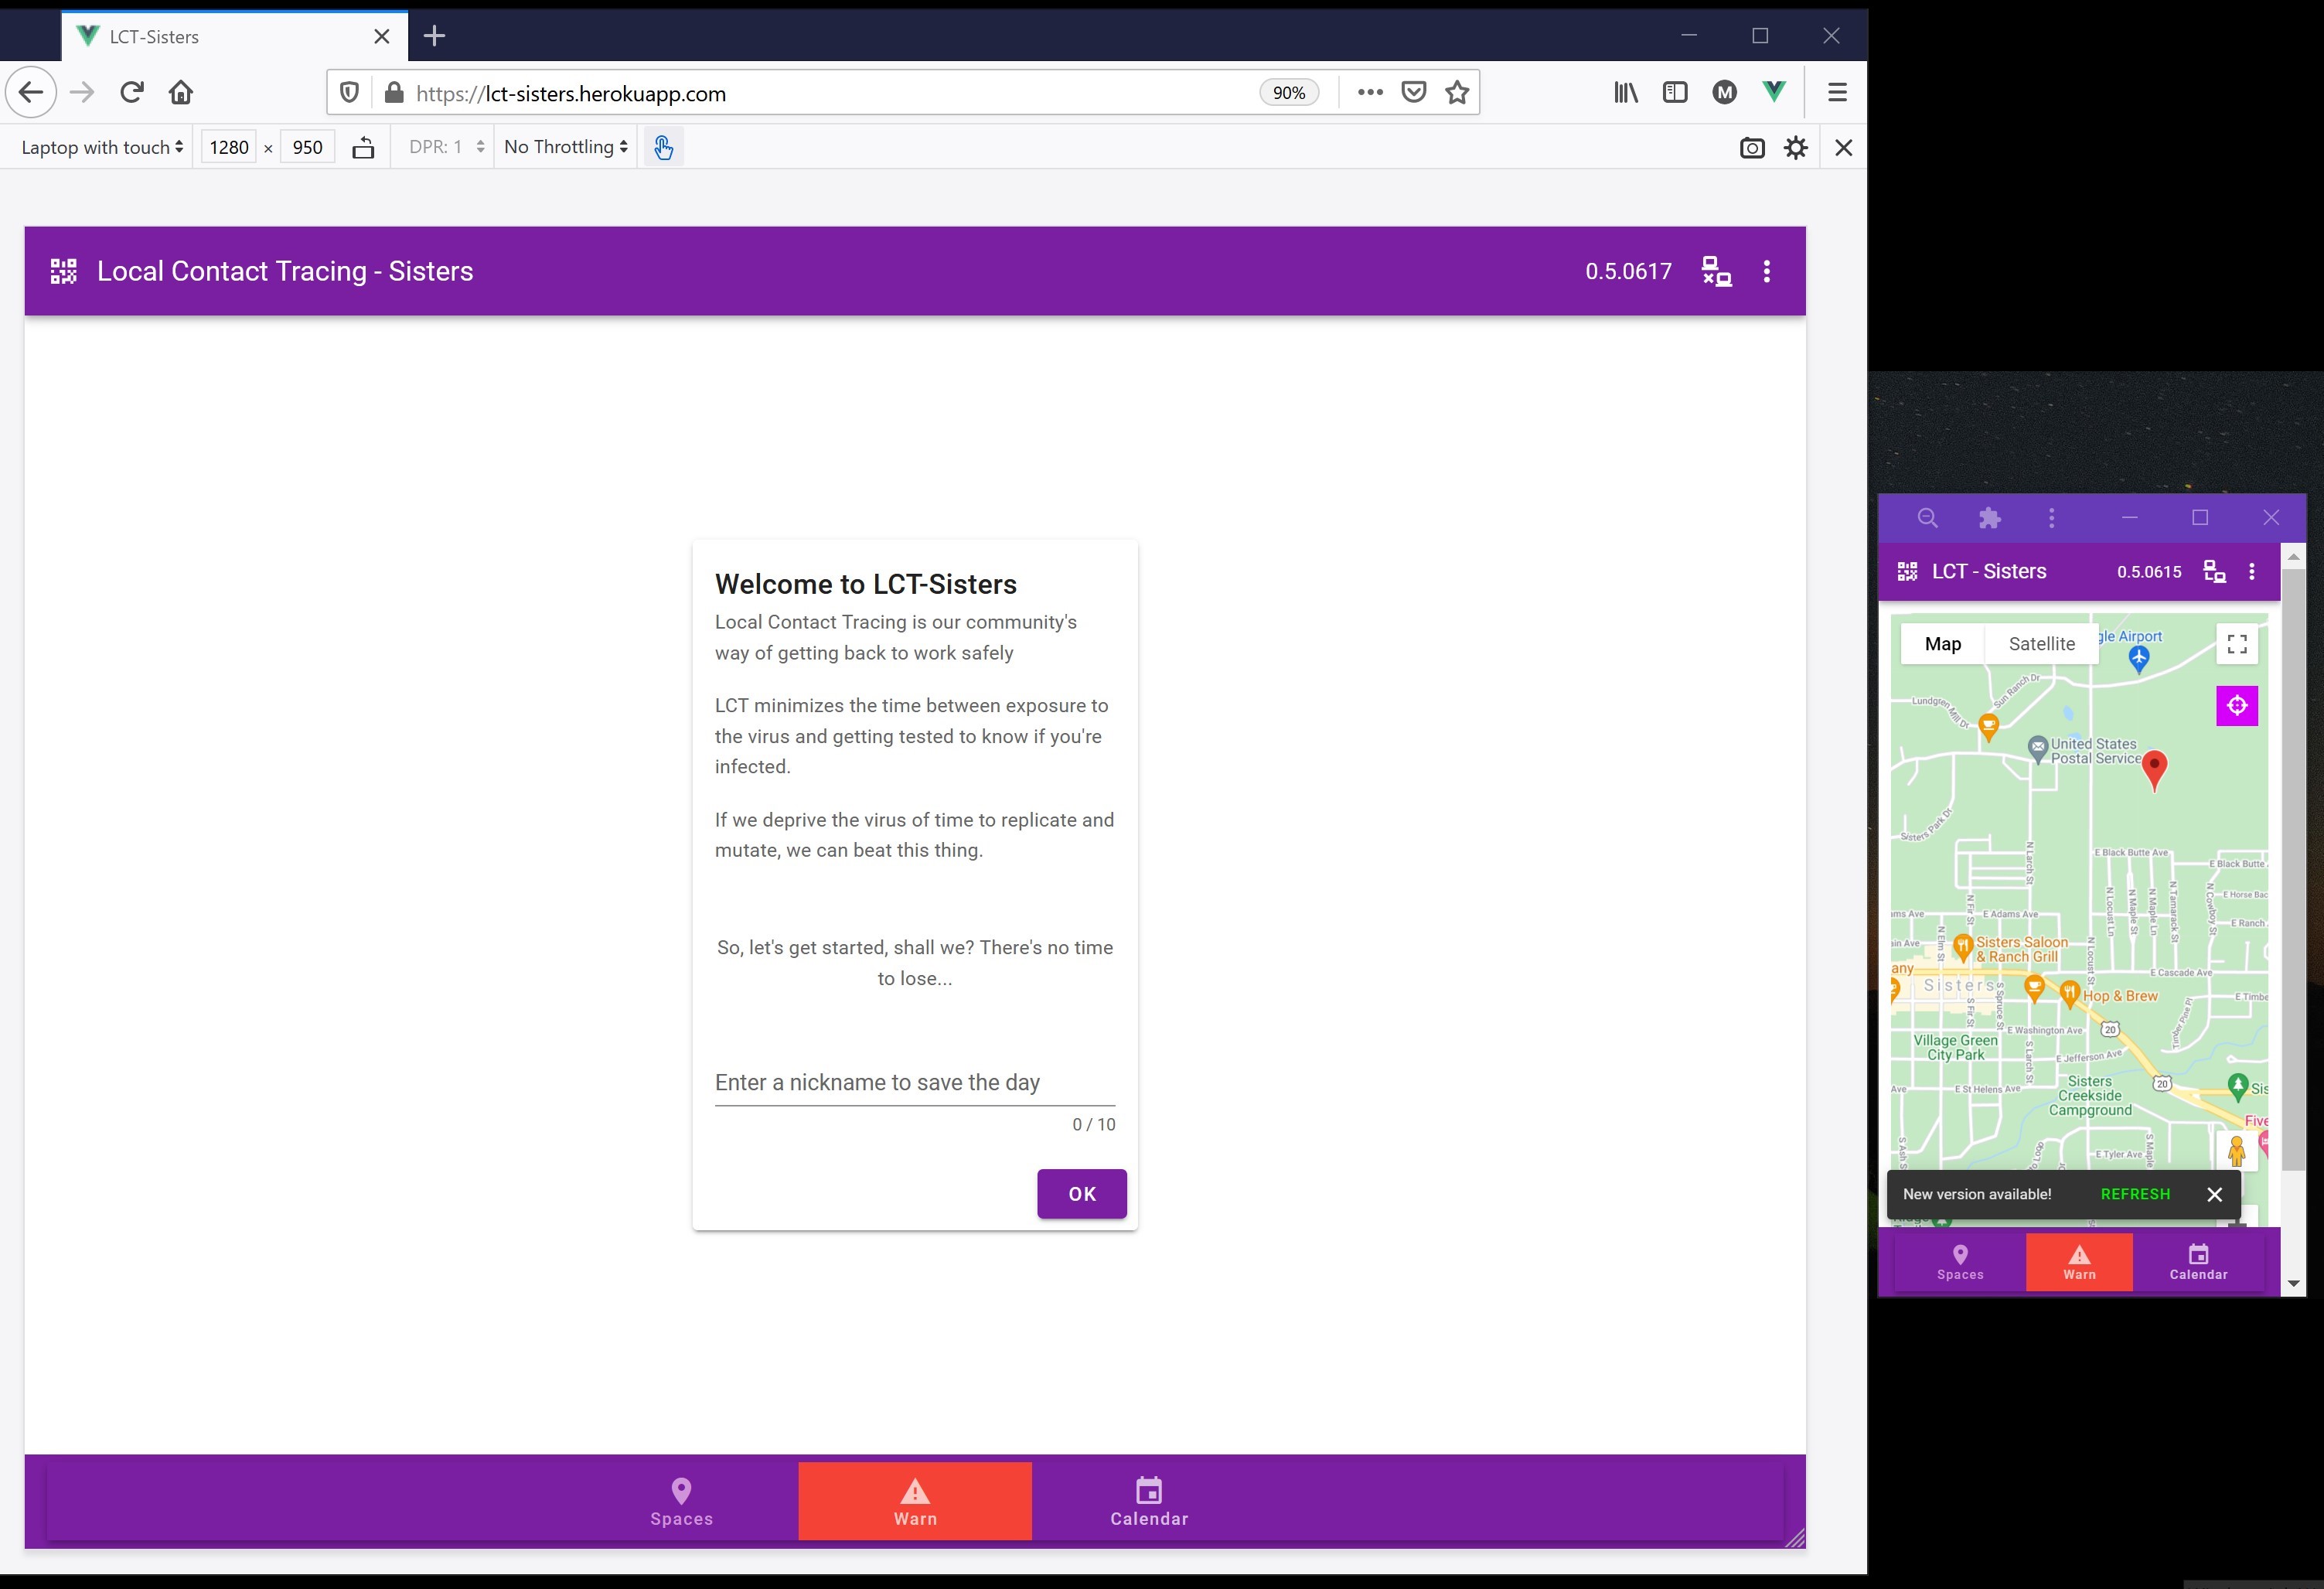 LCT-Sisters
https://lct-sisters.herokuapp.com
90%
Laptop with touch
1280 × 950
DPR: 1
No Throttling
Local Contact Tracing - Sisters
0.5.0617
Welcome to LCT-Sisters
Local Contact Tracing is our community's
way of getting back to work safely
LCT minimizes the time between exposure to
the virus and getting tested to know if you're
infected.
If we deprive the virus of time to replicate and
mutate, we can beat this thing.
So, let's get started, shall we? There's no time
to lose...
Enter a nickname to save the day
0 / 10
OK
Spaces
Warn
Calendar
LCT - Sisters
0.5.0615
Map
Satellite
gle Airport
Sun Ranch Dr
Lundgren Mill Dr
United States
Postal Service
Sisters Park Dr
N Larch St
E Black Butte Ave
E Black Butte
N Locust Ln
N Maple St
N Maple Ln
N Tamarack St
N Cowboy St
E Horse Bac
E Ranch
N Fir St
ms Ave
E Adams Ave
N Elm St
ain Ave
Sisters Saloon
& Ranch Grill
N Locust St
any
E Cascade Ave
Sisters
S Spruce St
S Fir St
Hop & Brew
E Timbe
Timber Pine Pl
20
E Washington Ave
Village Green
City Park
S Larch St
E Jefferson Ave
20
Ave
E St Helens Ave
Sisters
Creekside
Campground
Sis
Five
S Ash S
E Tyler Ave
S Maple
New version available!
REFRESH
Spaces
Warn
Calendar